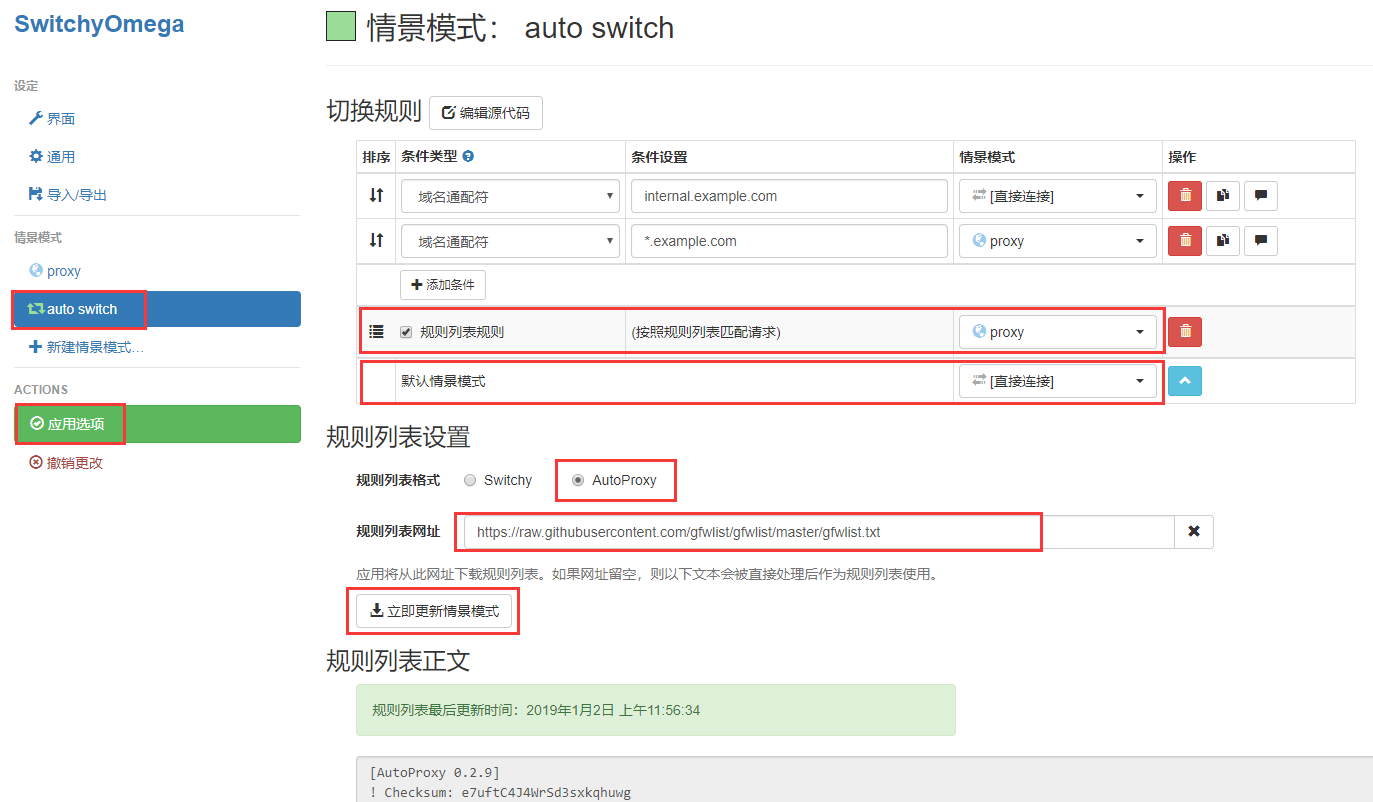 SwitchyOmega
设定
界面
通用
导入/导出
情景模式
proxy
auto switch
新建情景模式…
ACTIONS
应用选项
撤销更改
情景模式： auto switch
切换规则 编辑源代码
排序 条件类型 条件设置 情景模式 操作
域名通配符 internal.example.com [直接连接]
域名通配符 *.example.com proxy
添加条件
规则列表规则 (按照规则列表匹配请求) proxy
默认情景模式 [直接连接]
规则列表设置
规则列表格式 Switchy AutoProxy
规则列表网址 https://raw.githubusercontent.com/gfwlist/gfwlist/master/gfwlist.txt
应用将从此网址下载规则列表。如果网址留空，则以下文本会被直接处理后作为规则列表使用。
立即更新情景模式
规则列表正文
规则列表最后更新时间：2019年1月2日 上午11:56:34
[AutoProxy 0.2.9]
! Checksum: e7uftC4J4WrSd3sxkqhuwg